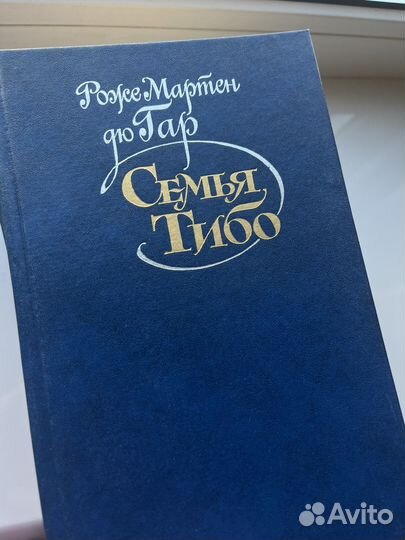 Роже Мартен
дю Гар
Семья
Тибо
Avito